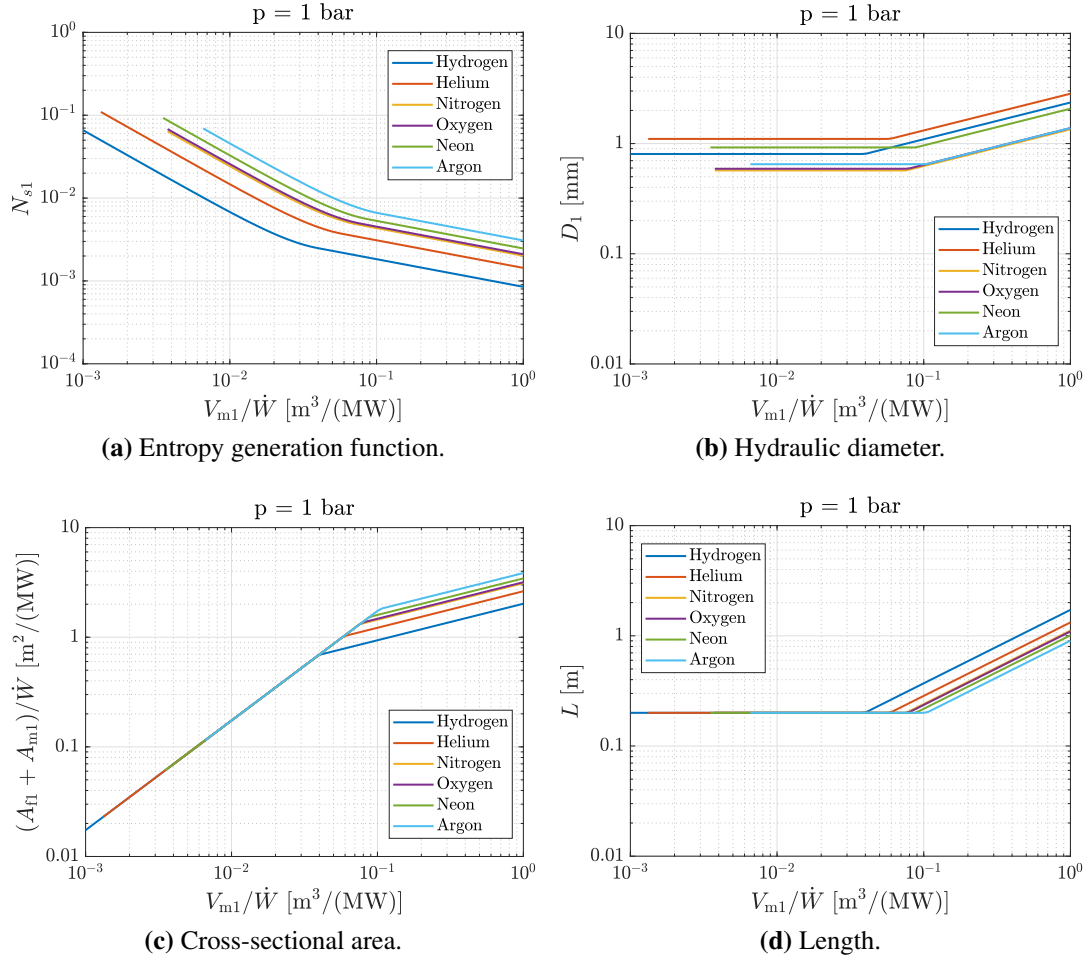 p = 1 bar
10^0
10^-1
10^-2
10^-3
10^-4
N_s1
Hydrogen
Helium
Nitrogen
Oxygen
Neon
Argon
10^-3 10^-2 10^-1 10^0
V_m1/Ẇ [m^3/(MW)]
(a) Entropy generation function.
p = 1 bar
10
1
0.1
0.01
D_1 [mm]
Hydrogen
Helium
Nitrogen
Oxygen
Neon
Argon
10^-3 10^-2 10^-1 10^0
V_m1/Ẇ [m^3/(MW)]
(b) Hydraulic diameter.
p = 1 bar
10
1
0.1
0.01
(A_f1 + A_m1)/Ẇ [m^2/(MW)]
Hydrogen
Helium
Nitrogen
Oxygen
Neon
Argon
10^-3 10^-2 10^-1 10^0
V_m1/Ẇ [m^3/(MW)]
(c) Cross-sectional area.
p = 1 bar
10
1
0.1
0.01
L [m]
Hydrogen
Helium
Nitrogen
Oxygen
Neon
Argon
10^-3 10^-2 10^-1 10^0
V_m1/Ẇ [m^3/(MW)]
(d) Length.